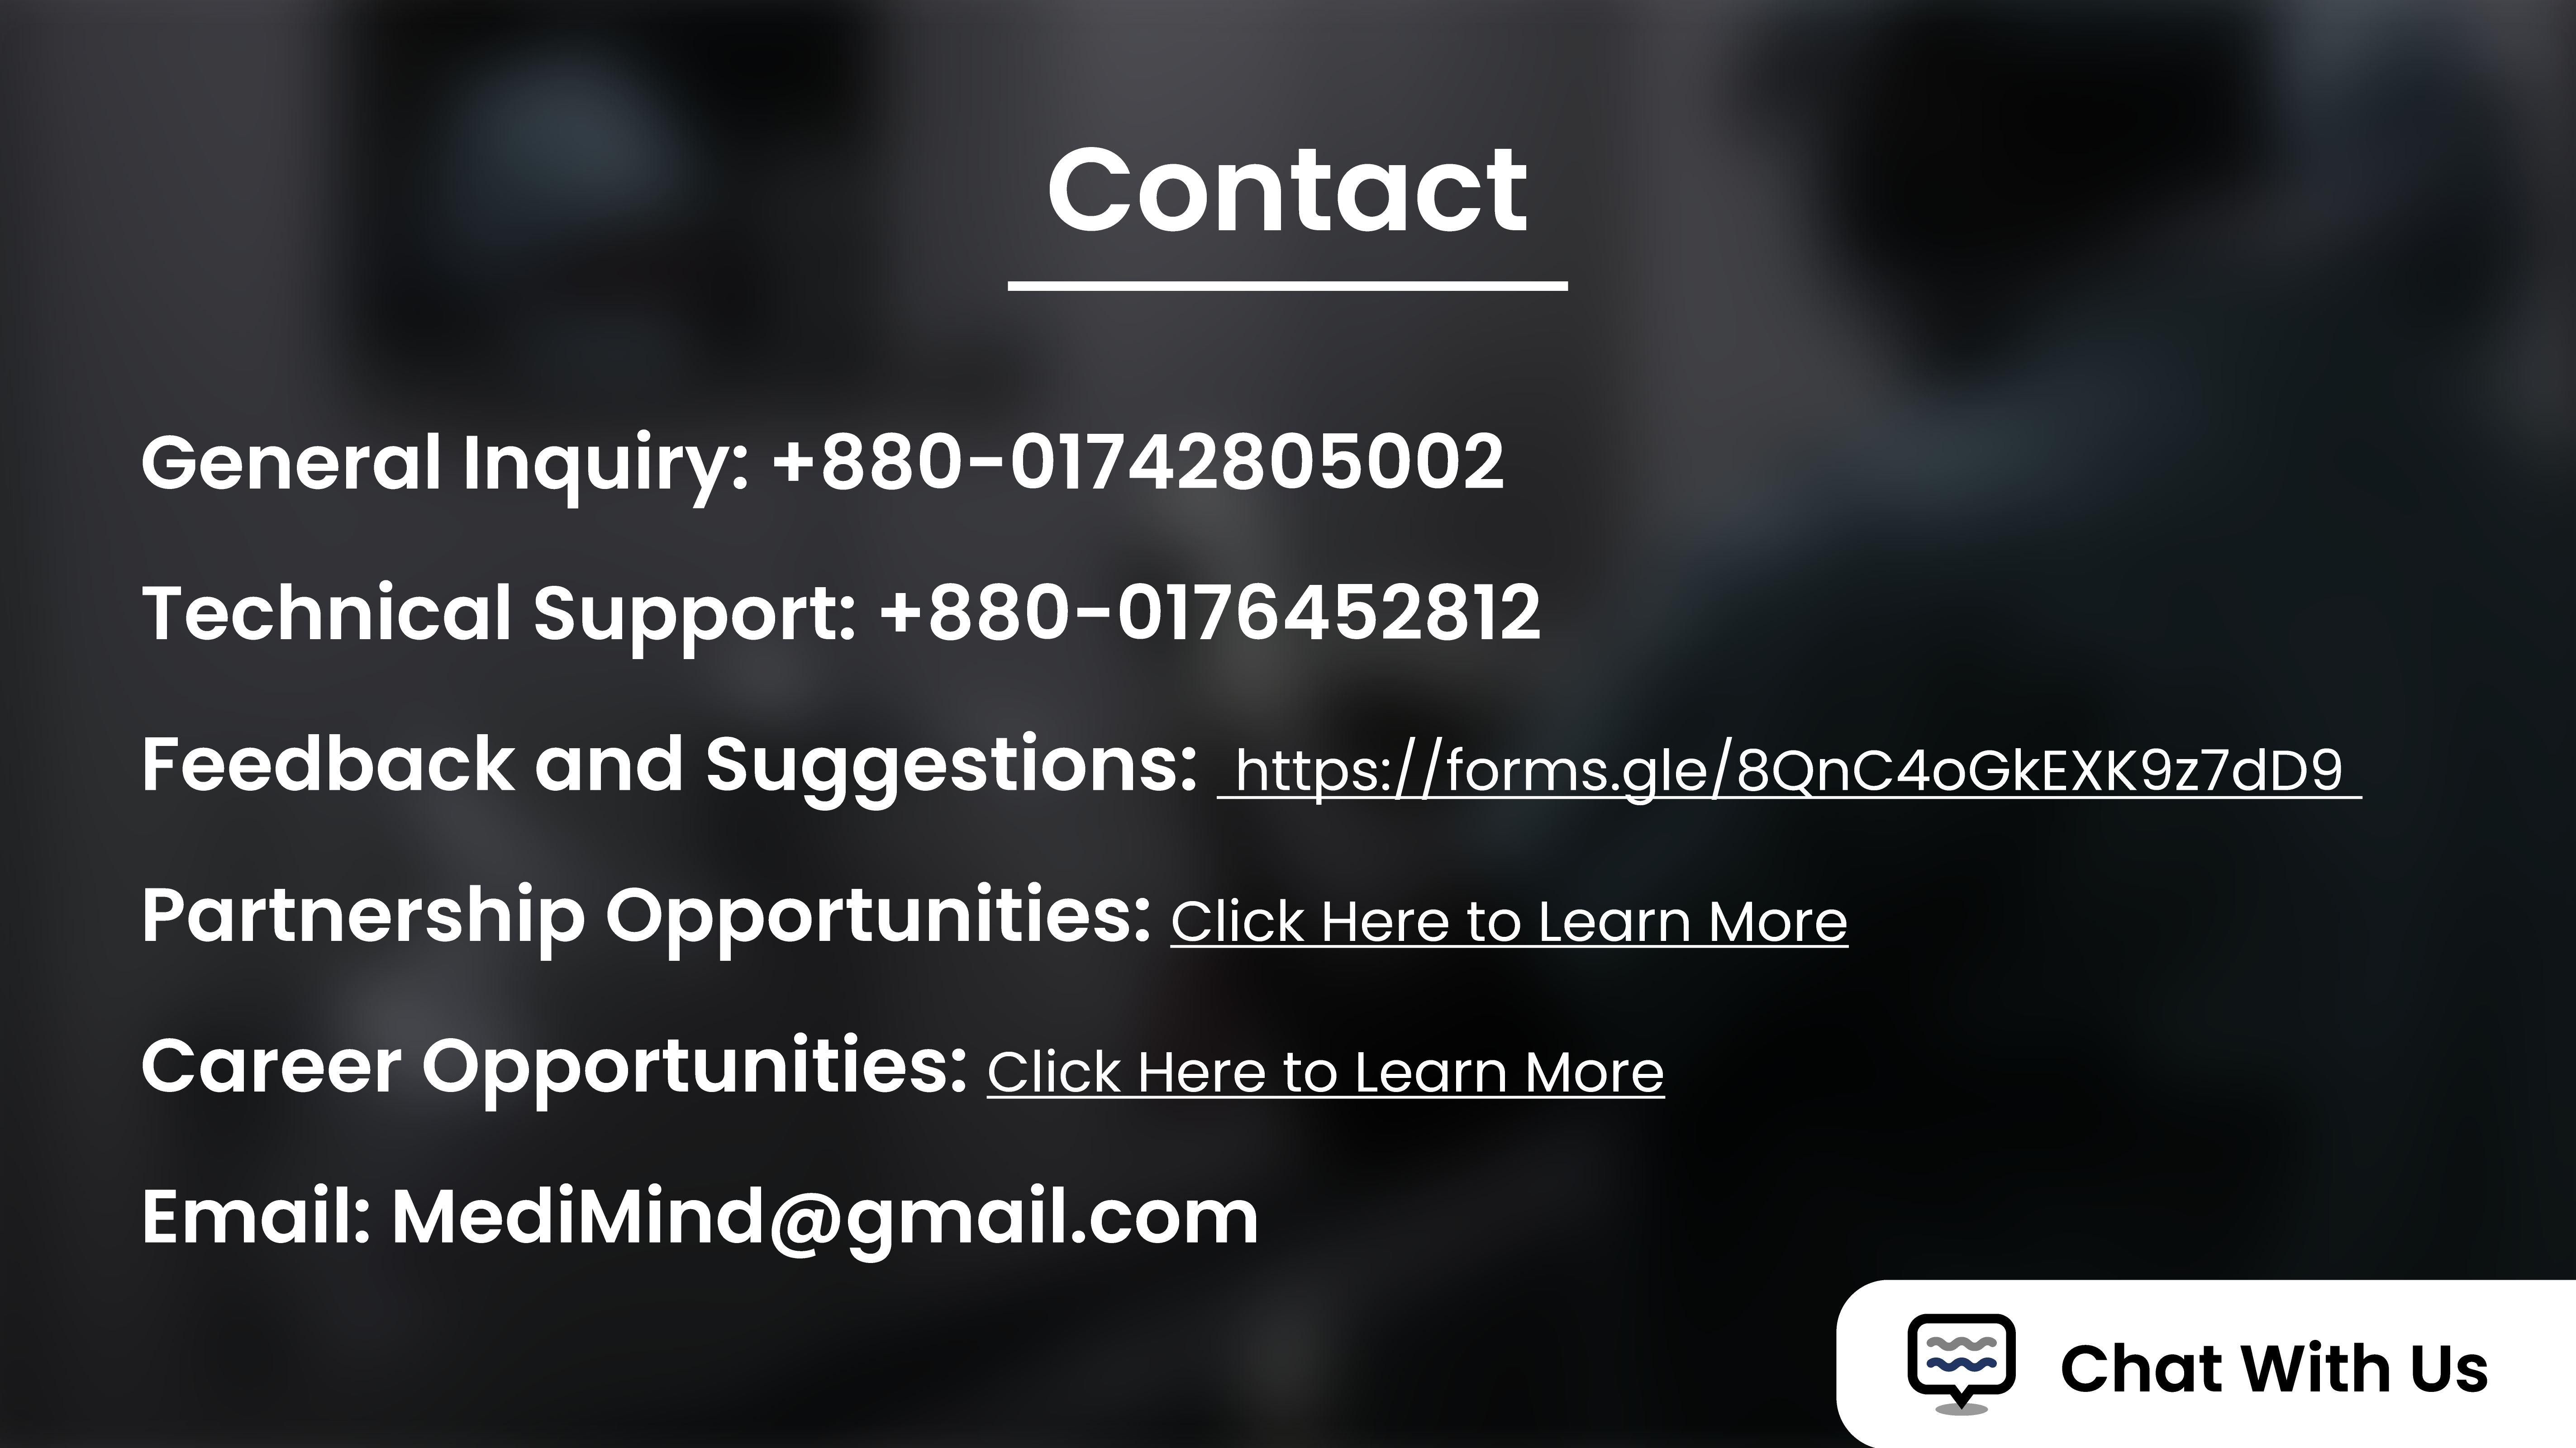 Contact
General Inquiry: +880-01742805002
Technical Support: +880-0176452812
Feedback and Suggestions: https://forms.gle/8QnC4oGkEXK9z7dD9
Partnership Opportunities: Click Here to Learn More
Career Opportunities: Click Here to Learn More
Email: MediMind@gmail.com
Chat With Us